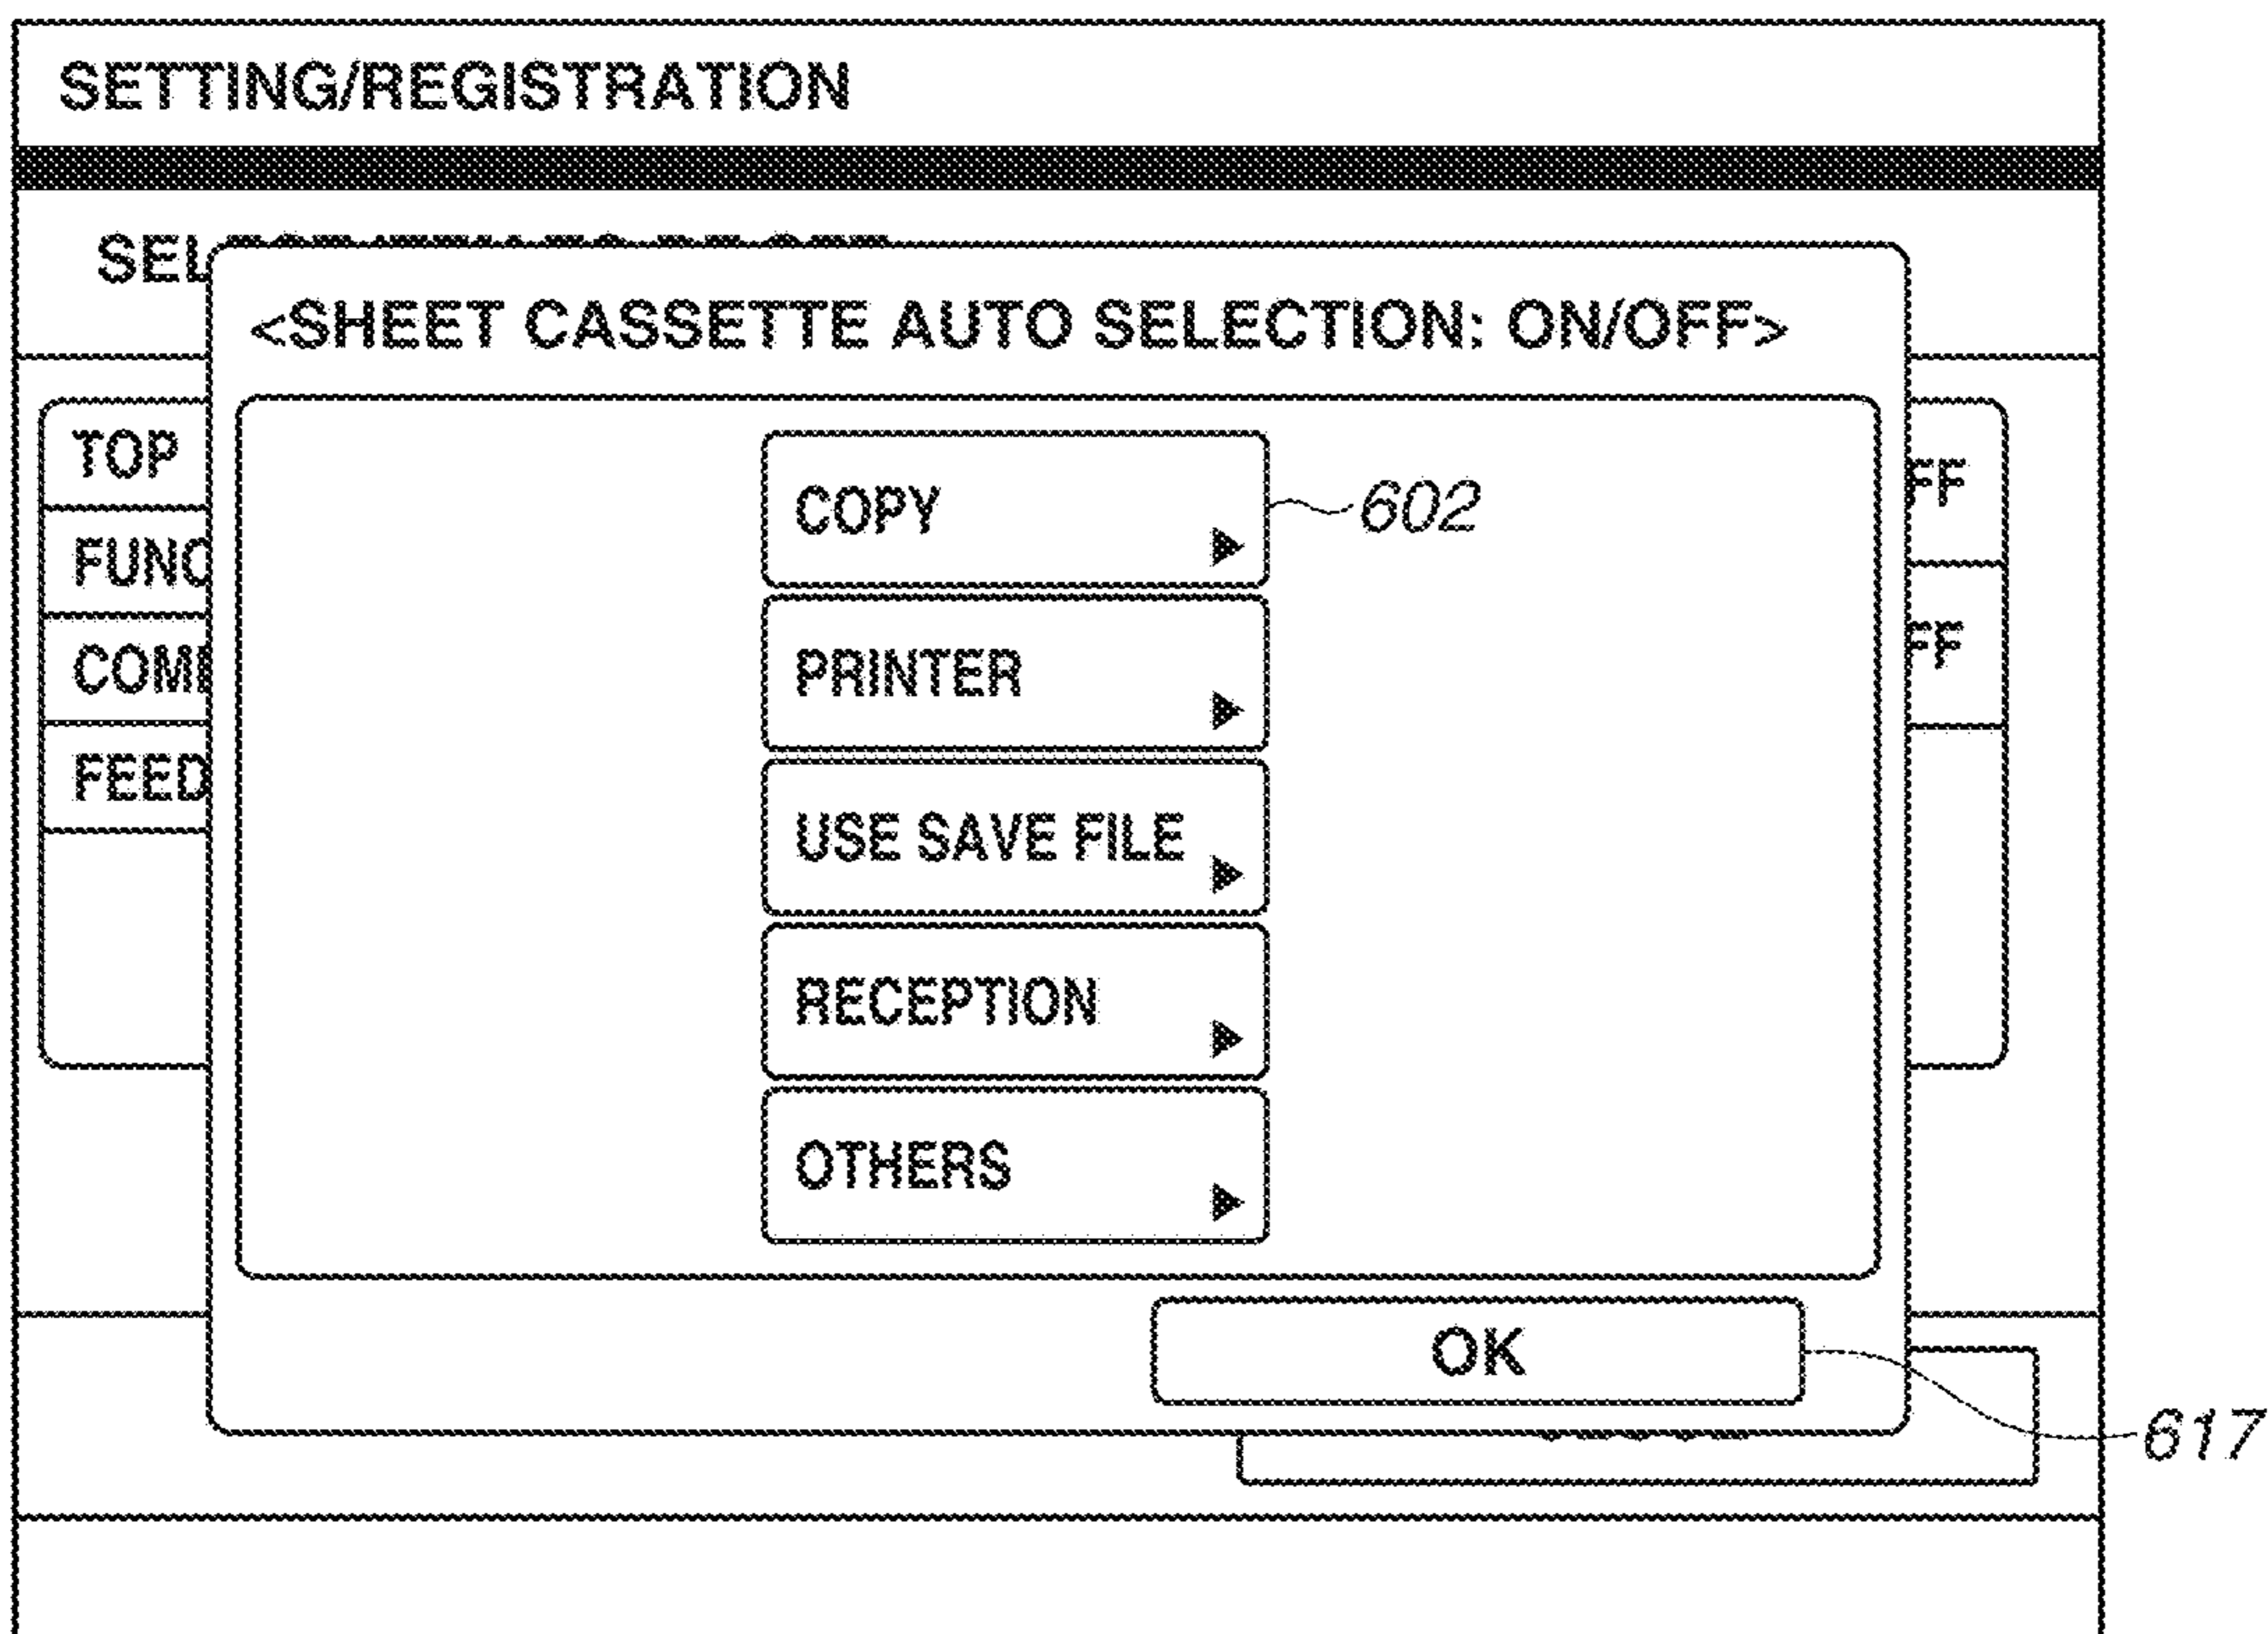 SETTING/REGISTRATION
SEL
<SHEET CASSETTE AUTO SELECTION: ON/OFF>
TOP
FUNC
COM
FEED
COPY
602
PRINTER
USE SAVE FILE
RECEPTION
OTHERS
FF
FF
OK
617